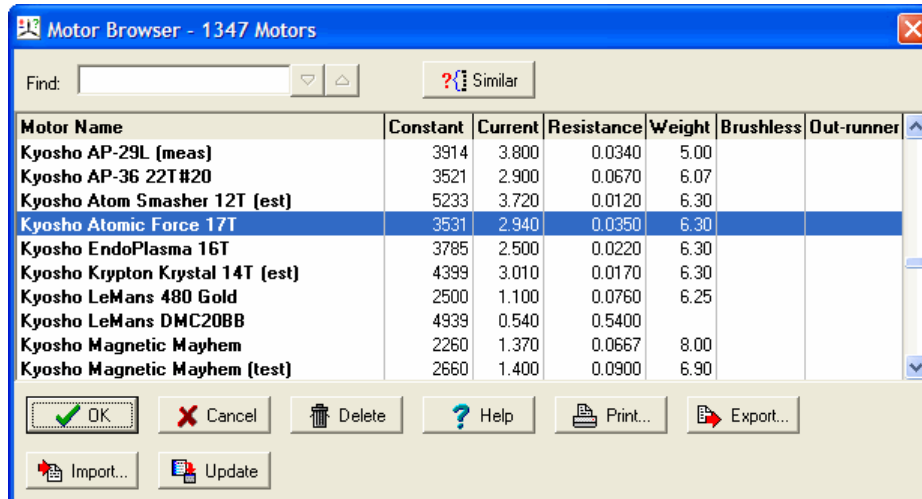 Motor Browser - 1347 Motors
Find: ?{ Similar
Motor Name Constant Current Resistance Weight Brushless Out-runner
Kyosho AP-29L (meas) 3914 3.800 0.0340 5.00
Kyosho AP-36 22T#20 3521 2.900 0.0670 6.07
Kyosho Atom Smasher 12T (est) 5233 3.720 0.0120 6.30
Kyosho Atomic Force 17T 3531 2.940 0.0350 6.30
Kyosho EndoPlasma 16T 3785 2.500 0.0220 6.30
Kyosho Krypton Krystal 14T (est) 4399 3.010 0.0170 6.30
Kyosho LeMans 480 Gold 2500 1.100 0.0760 6.25
Kyosho LeMans DMC20BB 4939 0.540 0.5400
Kyosho Magnetic Mayhem 2260 1.370 0.0667 8.00
Kyosho Magnetic Mayhem (test) 2660 1.400 0.0900 6.90
OK Cancel Delete ? Help Print... Export...
Import... Update